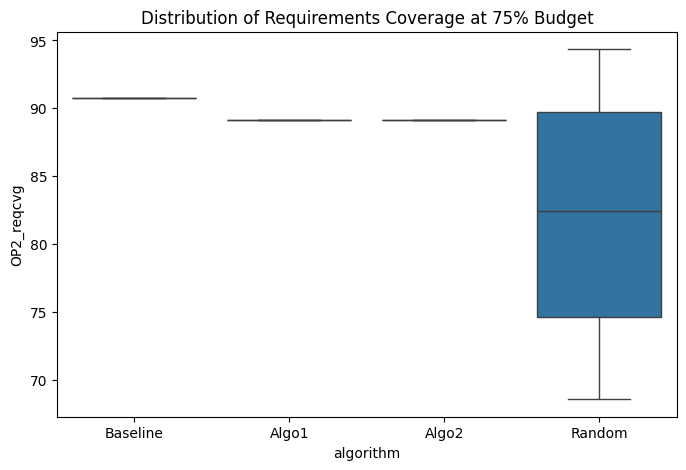 Distribution of Requirements Coverage at 75% Budget
OP2_reqcvg
95
90
85
80
75
70
Baseline
Algo1
Algo2
Random
algorithm